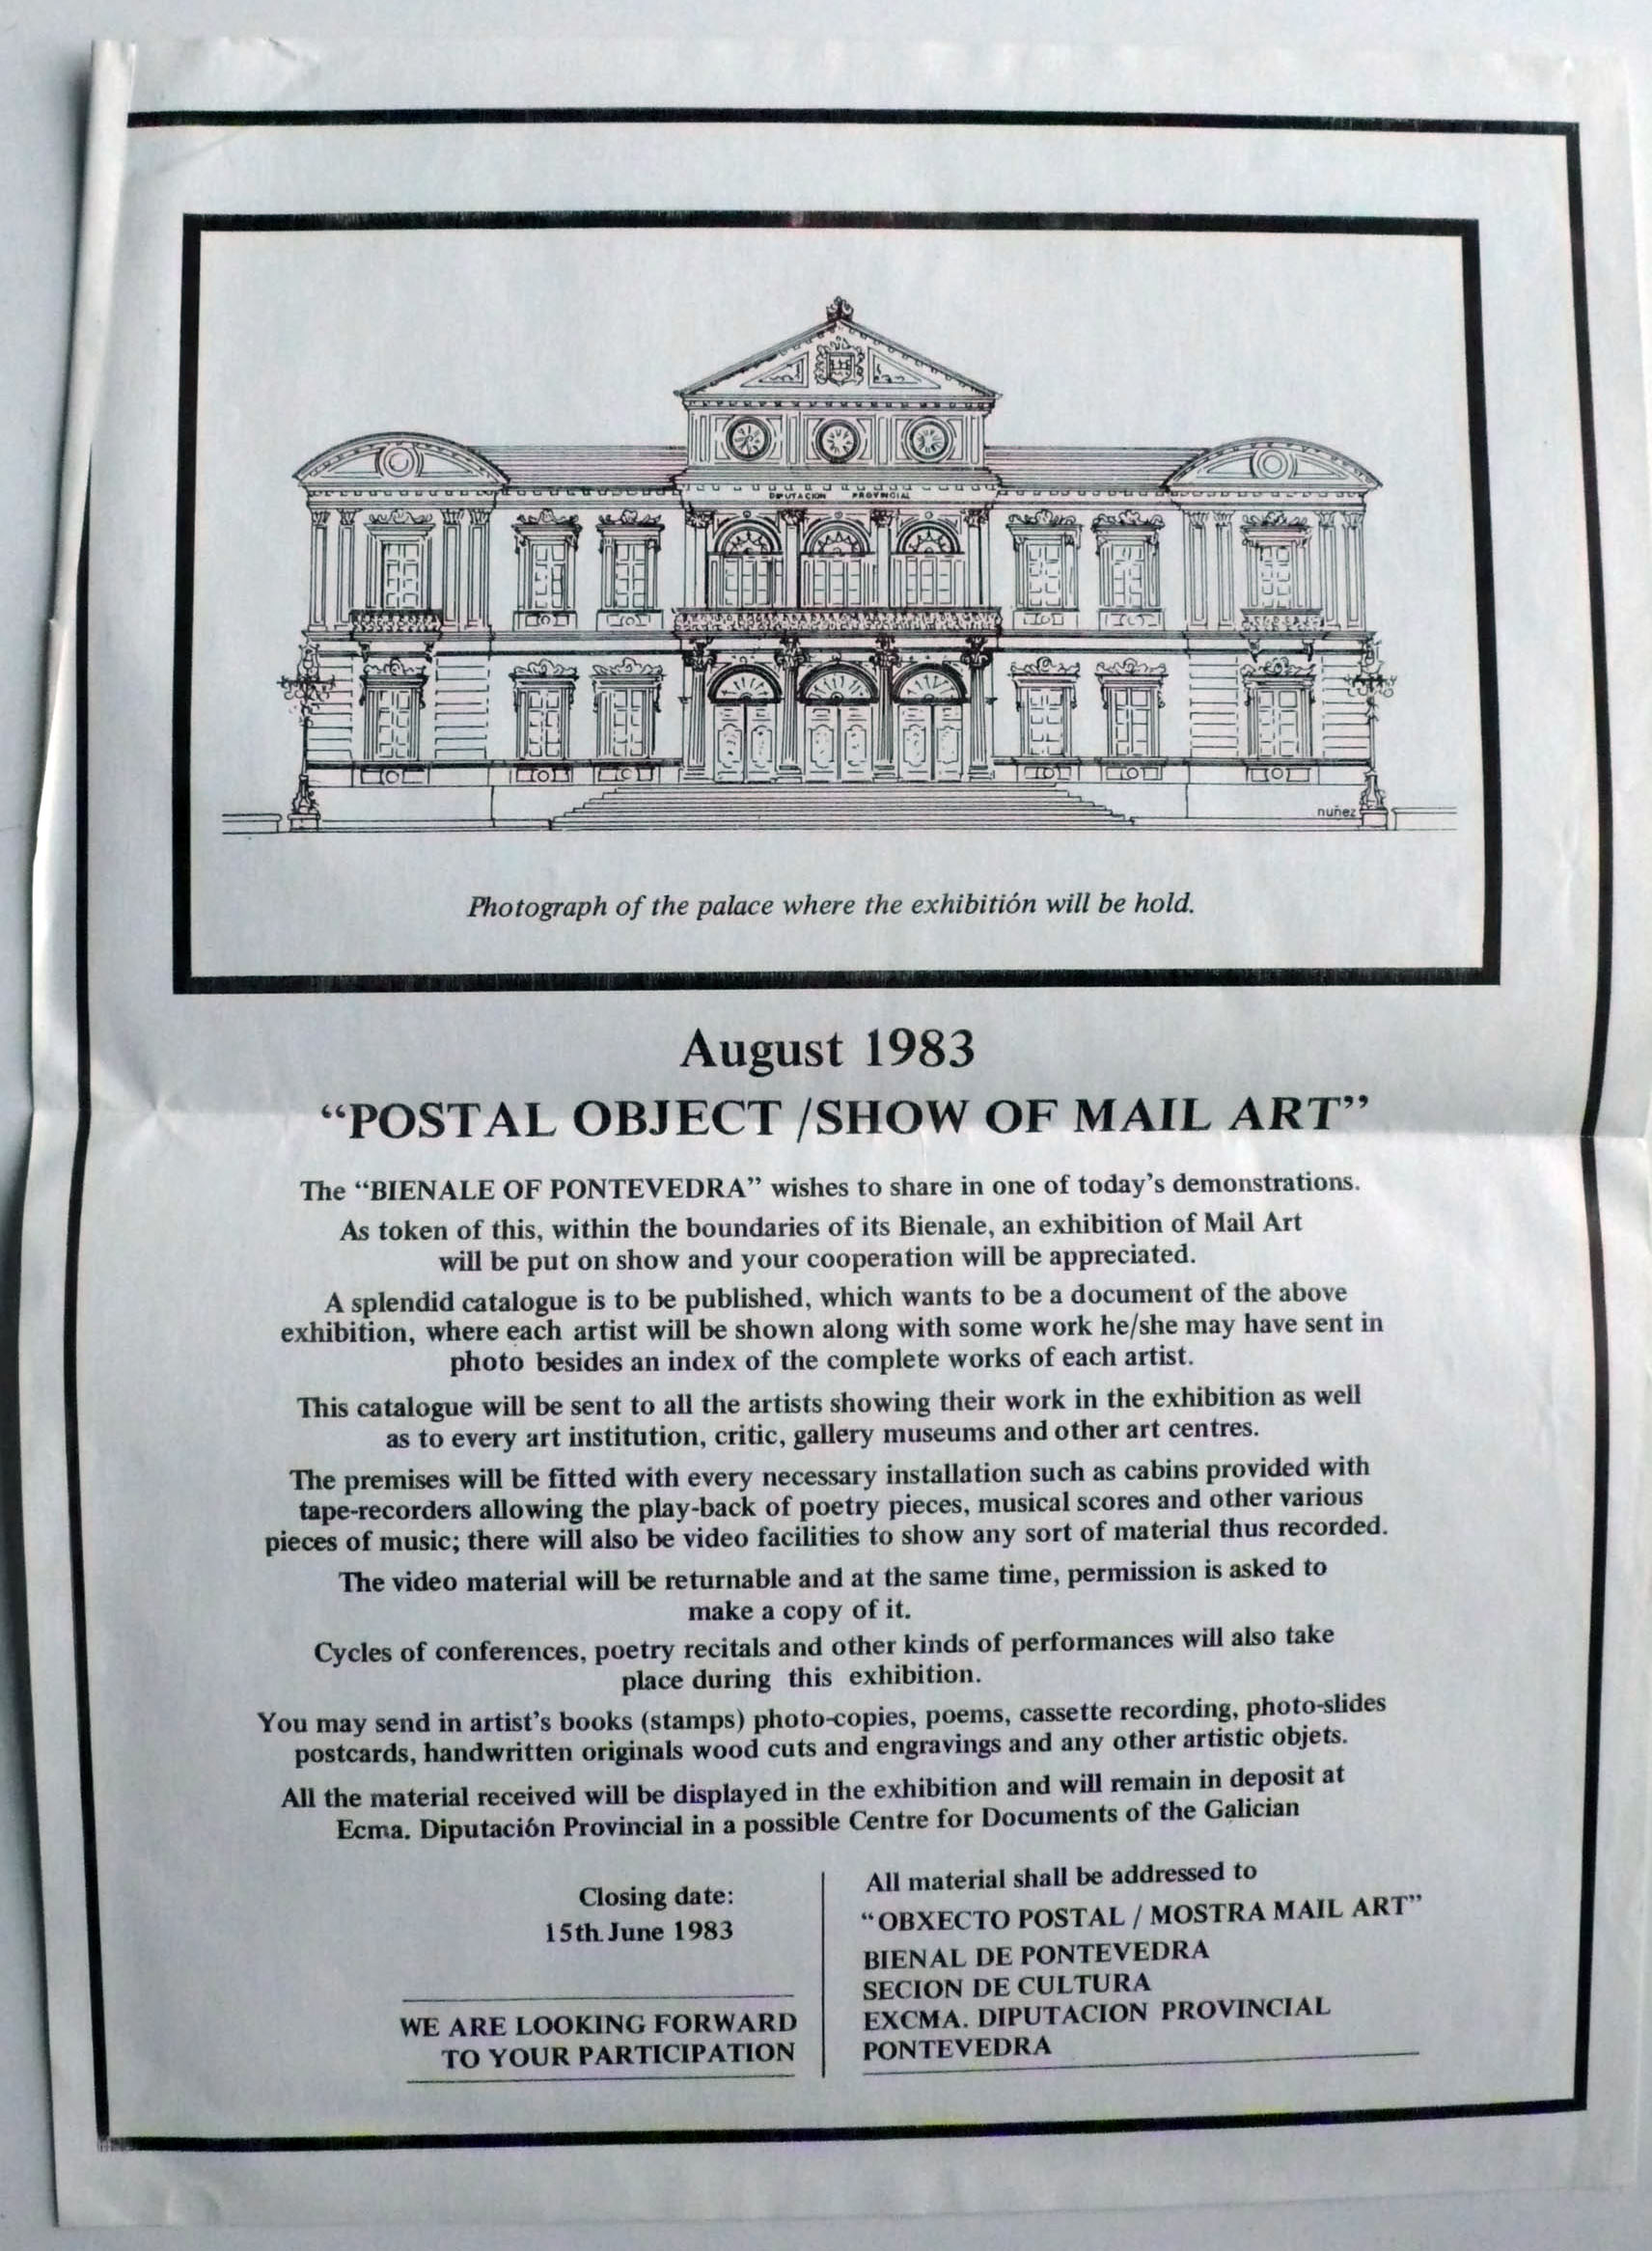 DIPUTACION PROVINCIAL
nuñez
Photograph of the palace where the exhibitión will be hold.
August 1983
“POSTAL OBJECT /SHOW OF MAIL ART”
The “BIENALE OF PONTEVEDRA” wishes to share in one of today’s demonstrations.
As token of this, within the boundaries of its Bienale, an exhibition of Mail Art
will be put on show and your cooperation will be appreciated.
A splendid catalogue is to be published, which wants to be a document of the above
exhibition, where each artist will be shown along with some work he/she may have sent in
photo besides an index of the complete works of each artist.
This catalogue will be sent to all the artists showing their work in the exhibition as well
as to every art institution, critic, gallery museums and other art centres.
The premises will be fitted with every necessary installation such as cabins provided with
tape-recorders allowing the play-back of poetry pieces, musical scores and other various
pieces of music; there will also be video facilities to show any sort of material thus recorded.
The video material will be returnable and at the same time, permission is asked to
make a copy of it.
Cycles of conferences, poetry recitals and other kinds of performances will also take
place during this exhibition.
You may send in artist’s books (stamps) photo-copies, poems, cassette recording, photo-slides
postcards, handwritten originals wood cuts and engravings and any other artistic objets.
All the material received will be displayed in the exhibition and will remain in deposit at
Ecma. Diputación Provincial in a possible Centre for Documents of the Galician
Closing date:
15th. June 1983
WE ARE LOOKING FORWARD
TO YOUR PARTICIPATION
All material shall be addressed to
“OBXECTO POSTAL / MOSTRA MAIL ART”
BIENAL DE PONTEVEDRA
SECION DE CULTURA
EXCMA. DIPUTACION PROVINCIAL
PONTEVEDRA